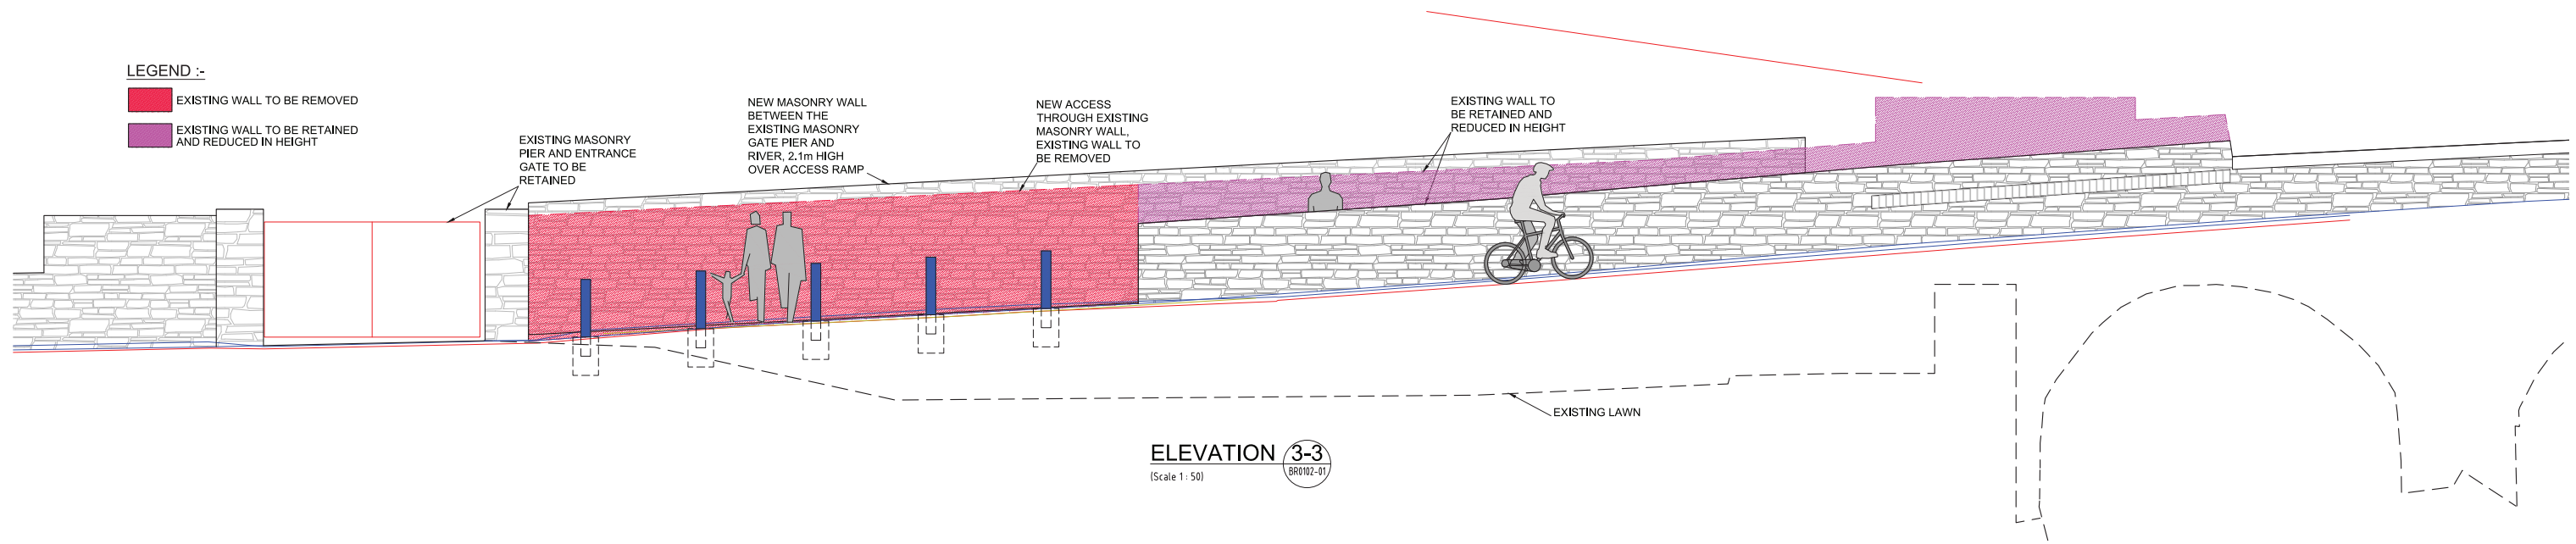 LEGEND :-
EXISTING WALL TO BE REMOVED
EXISTING WALL TO BE RETAINED
AND REDUCED IN HEIGHT
EXISTING MASONRY
PIER AND ENTRANCE
GATE TO BE
RETAINED
NEW MASONRY WALL
BETWEEN THE
EXISTING MASONRY
GATE PIER AND
RIVER, 2.1m HIGH
OVER ACCESS RAMP
NEW ACCESS
THROUGH EXISTING
MASONRY WALL,
EXISTING WALL TO
BE REMOVED
EXISTING WALL TO
BE RETAINED AND
REDUCED IN HEIGHT
EXISTING LAWN
ELEVATION 3-3
BR0102-01
(Scale 1 : 50)